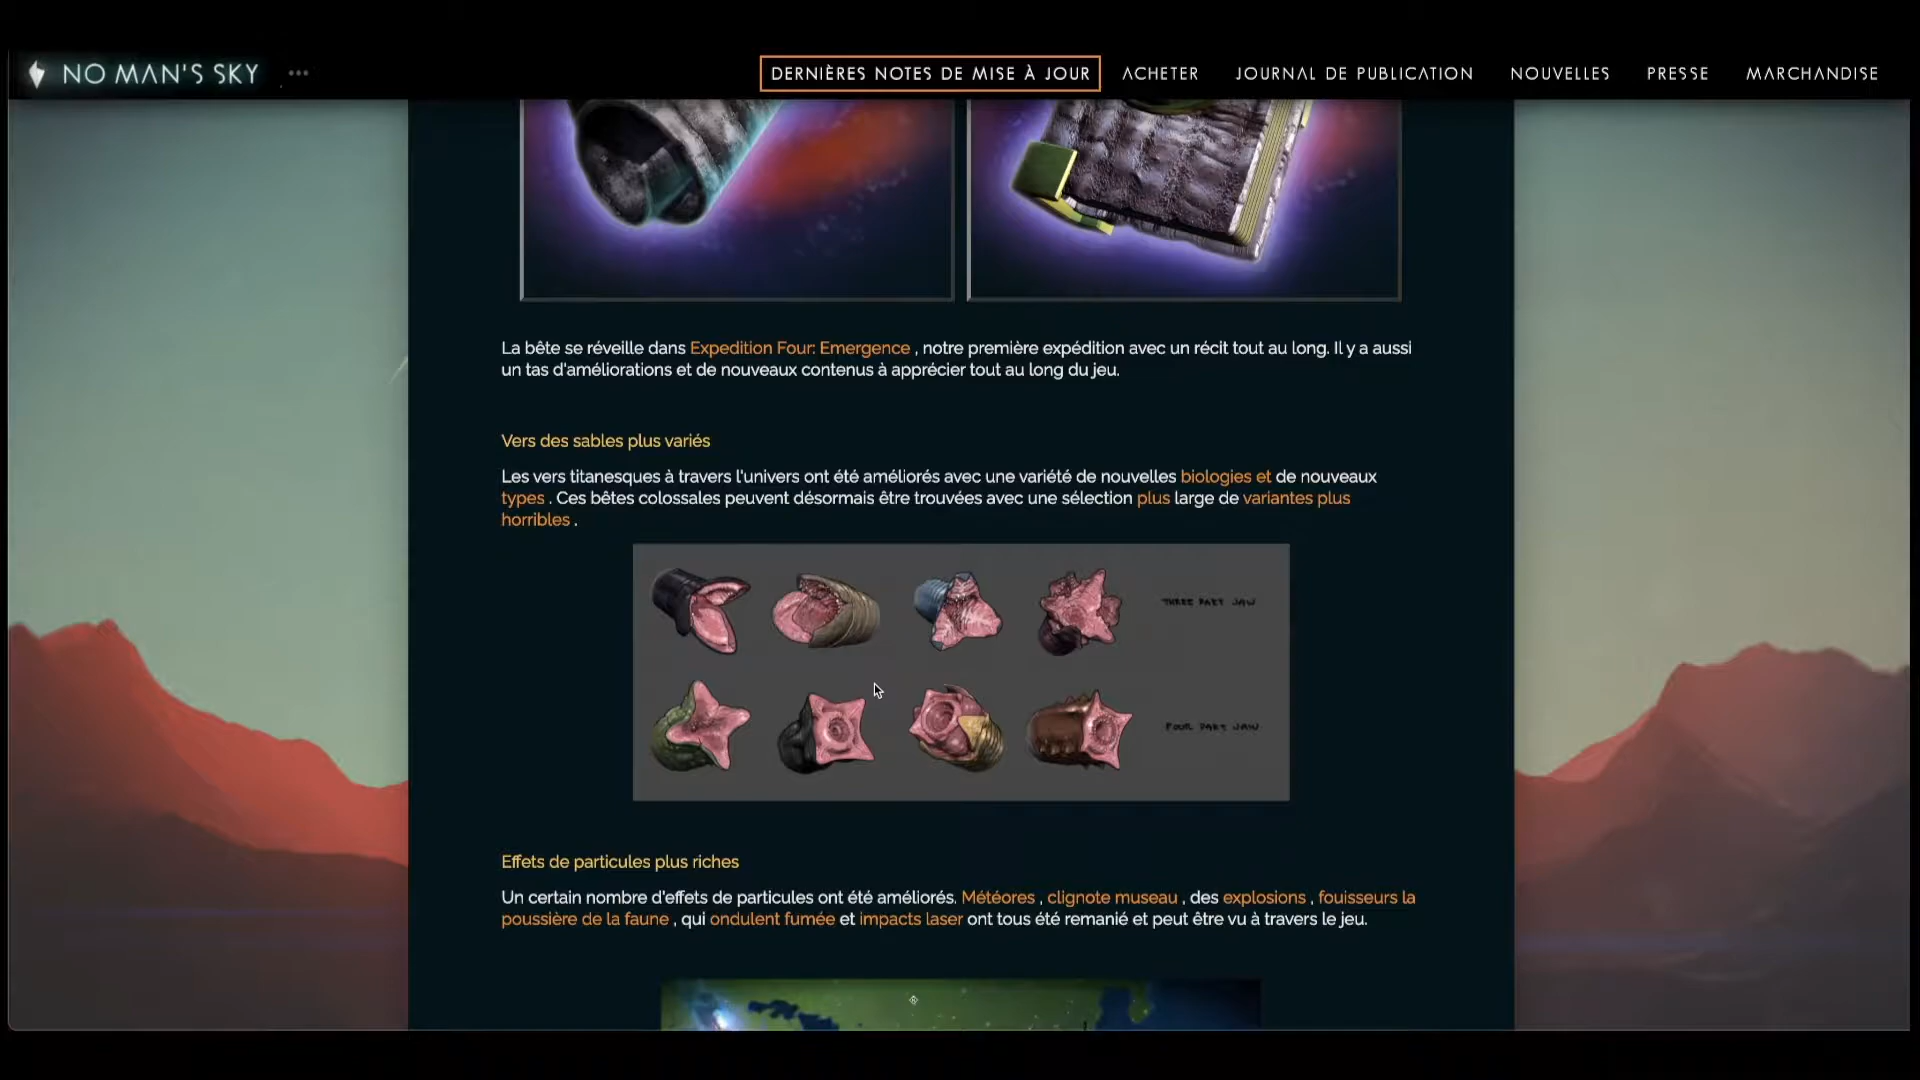 NO MAN'S SKY ...
DERNIÈRES NOTES DE MISE À JOUR
ACHETER
JOURNAL DE PUBLICATION
NOUVELLES
PRESSE
MARCHANDISE
La bête se réveille dans Expedition Four: Emergence , notre première expédition avec un récit tout au long. Il y a aussi
un tas d'améliorations et de nouveaux contenus à apprécier tout au long du jeu.
Vers des sables plus variés
Les vers titanesques à travers l'univers ont été améliorés avec une variété de nouvelles biologies et de nouveaux
types . Ces bêtes colossales peuvent désormais être trouvées avec une sélection plus large de variantes plus
horribles .
THREE PART JAW
FOUR PART JAW
Effets de particules plus riches
Un certain nombre d'effets de particules ont été améliorés. Météores , clignote museau , des explosions , fouisseurs la
poussière de la faune , qui ondulent fumée et impacts laser ont tous été remanié et peut être vu à travers le jeu.